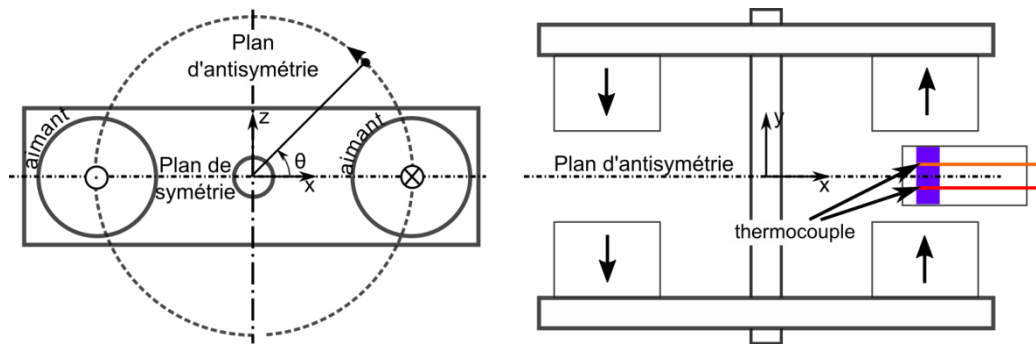 Plan
d'antisymétrie
aimant
z
aimant
Plan de
symétrie
θ
x
y
Plan d'antisymétrie
x
thermocouple